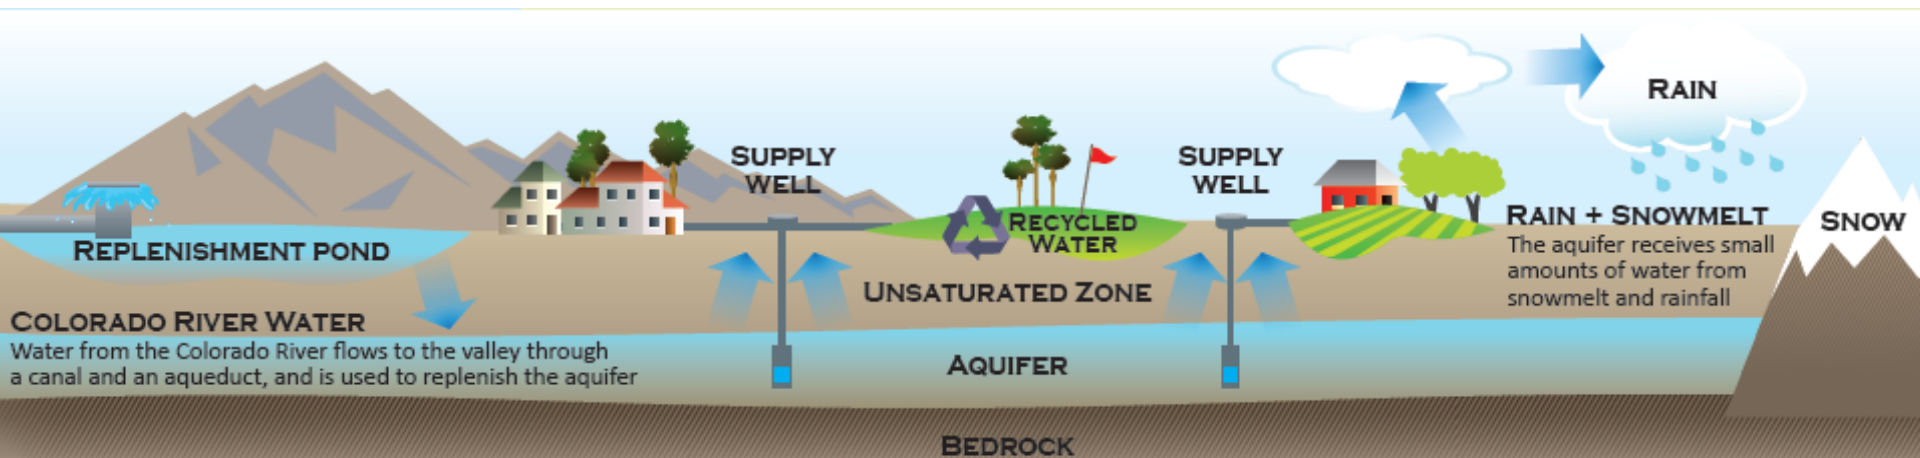 REPLENISHMENT POND
COLORADO RIVER WATER
Water from the Colorado River flows to the valley through
a canal and an aqueduct, and is used to replenish the aquifer
SUPPLY
WELL
RECYCLED
WATER
UNSATURATED ZONE
AQUIFER
BEDROCK
SUPPLY
WELL
RAIN
RAIN + SNOWMELT
The aquifer receives small
amounts of water from
snowmelt and rainfall
SNOW